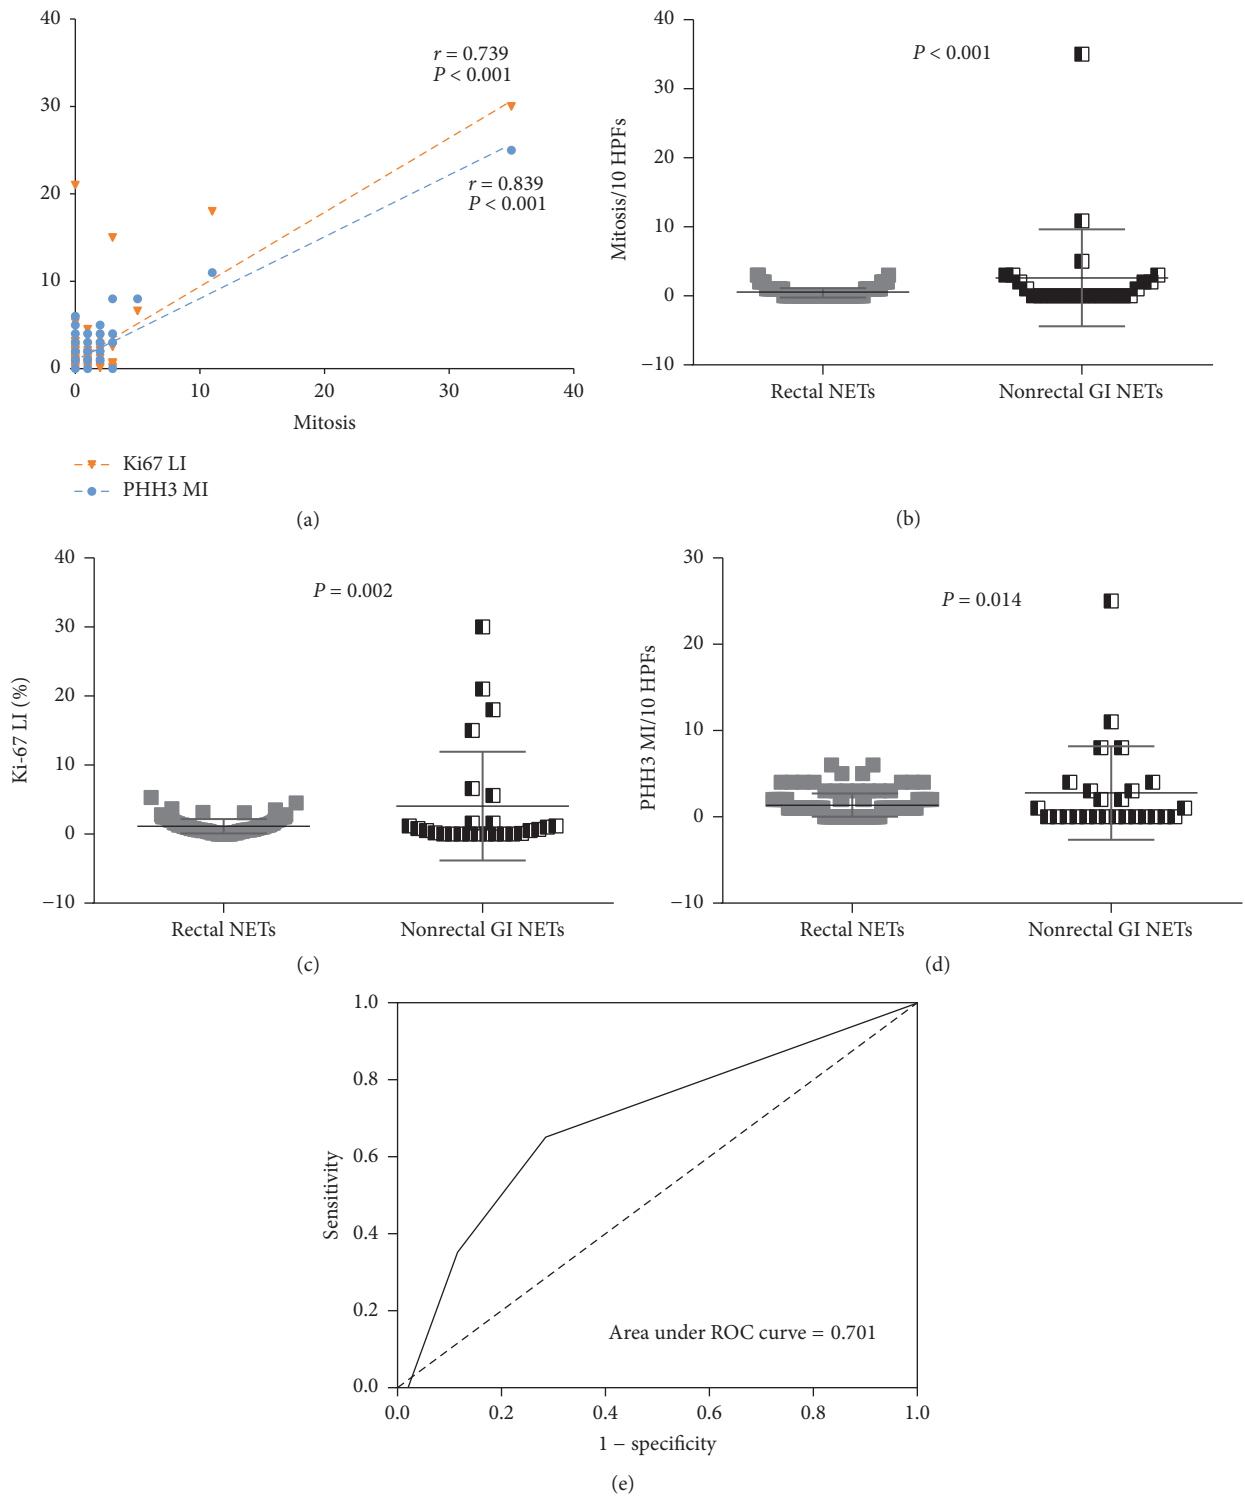 40
30
20
10
0
0
10
20
30
40
Mitosis
r = 0.739
P < 0.001
r = 0.839
P < 0.001
Ki67 LI
PHH3 MI
(a)
40
30
20
10
0
−10
Mitosis/10 HPFs
P < 0.001
Rectal NETs
Nonrectal GI NETs
(b)
40
30
20
10
0
−10
Ki-67 LI (%)
P = 0.002
Rectal NETs
Nonrectal GI NETs
(c)
30
20
10
0
−10
PHH3 MI/10 HPFs
P = 0.014
Rectal NETs
Nonrectal GI NETs
(d)
1.0
0.8
0.6
0.4
0.2
0.0
Sensitivity
Area under ROC curve = 0.701
0.0
0.2
0.4
0.6
0.8
1.0
1 − specificity
(e)